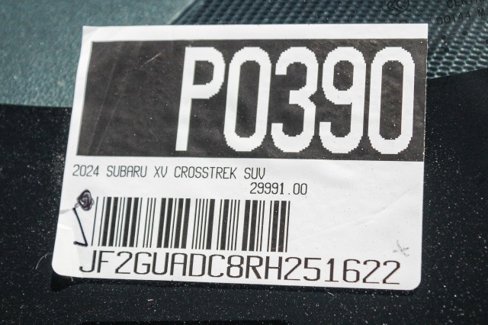 P0390
2024 SUBARU XV CROSSTREK SUV
29991.00
JF2GUADC8RH251622